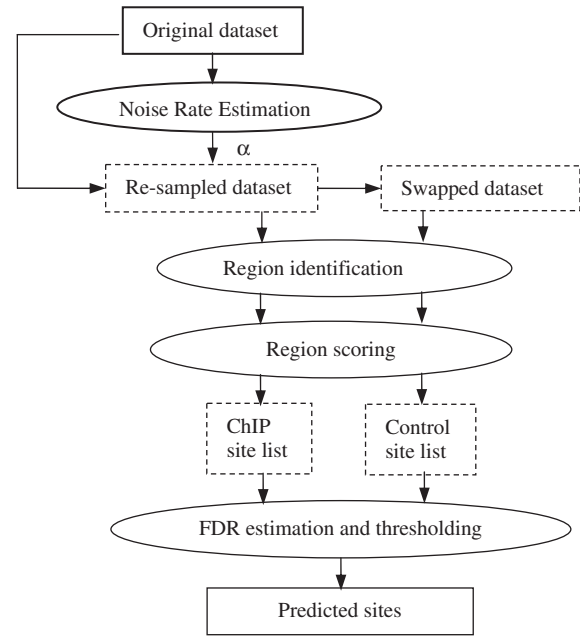 Original dataset
Noise Rate Estimation
α
Re-sampled dataset
Swapped dataset
Region identification
Region scoring
ChIP
site list
Control
site list
FDR estimation and thresholding
Predicted sites